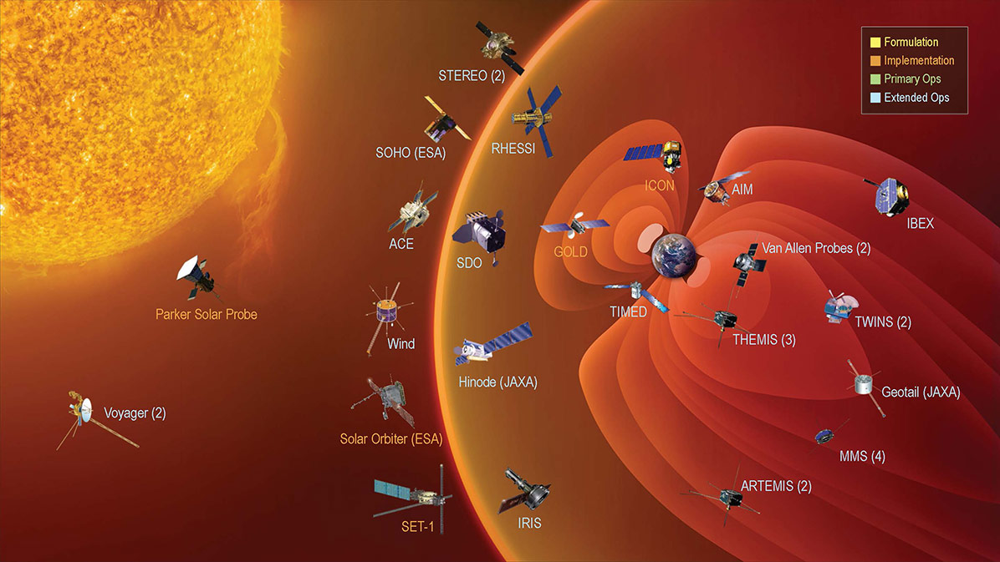 Formulation
Implementation
Primary Ops
Extended Ops
STEREO (2)
SOHO (ESA)
RHESSI
ICON
AIM
IBEX
ACE
SDO
GOLD
Van Allen Probes (2)
Parker Solar Probe
Wind
TIMED
THEMIS (3)
TWINS (2)
Hinode (JAXA)
Geotail (JAXA)
Voyager (2)
Solar Orbiter (ESA)
MMS (4)
ARTEMIS (2)
SET-1
IRIS